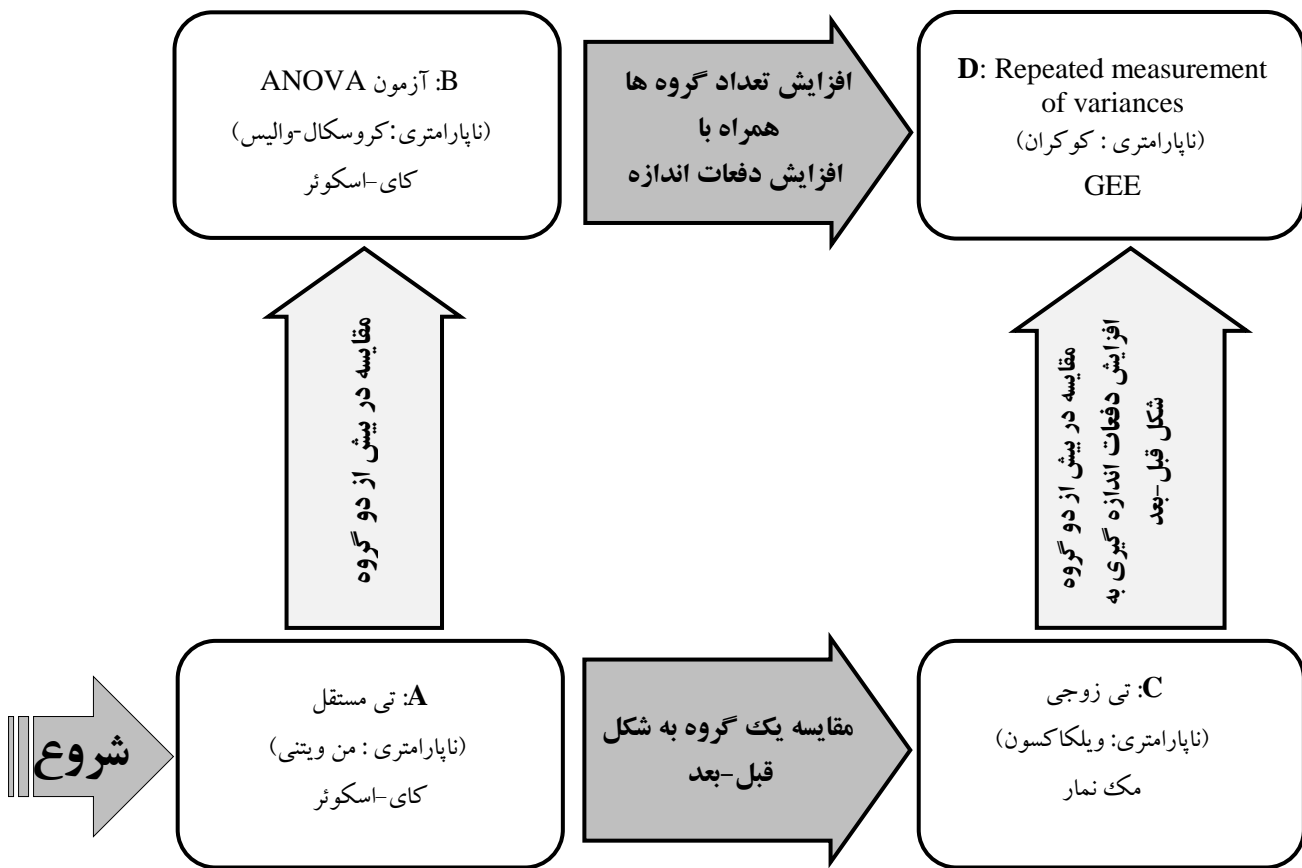 B: آزمون ANOVA
(ناپارامتری:کروسکال-والیس)
کای-اسکوئر
افزایش تعداد گروه ها
همراه با
افزایش دفعات اندازه
D: Repeated measurement
of variances
(ناپارامتری : کوکران)
GEE
مقایسه در بیش از دو گروه
مقایسه در بیش از دو گروه
افزایش دفعات اندازه گیری به
شکل قبل-بعد
شروع
A: تی مستقل
(ناپارامتری : من ویتنی)
کای-اسکوئر
مقایسه یک گروه به شکل
قبل-بعد
C: تی زوجی
(ناپارامتری: ویلکاکسون)
مک نمار